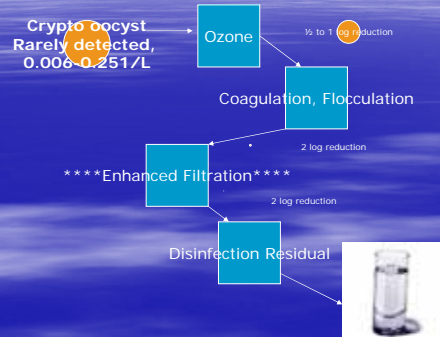 Crypto oocyst
Rarely detected,
0.006-0.251/L
Ozone
½ to 1 log reduction
Coagulation, Flocculation
2 log reduction
****Enhanced Filtration****
2 log reduction
Disinfection Residual